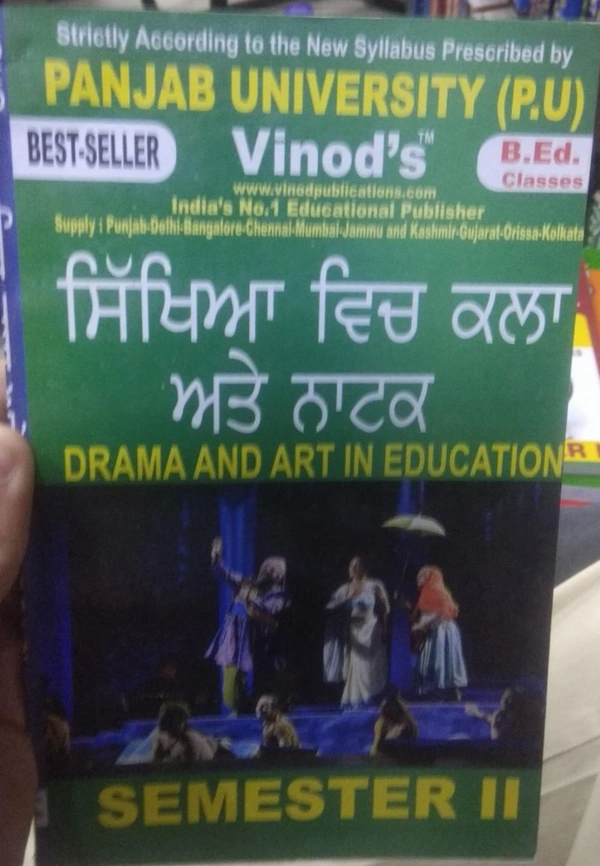 Strictly According to the New Syllabus Prescribed by
PANJAB UNIVERSITY (P.U)
BEST-SELLER
Vinod's™
B.Ed.
Classes
www.vinodpublications.com
India's No.1 Educational Publisher
Supply : Punjab-Delhi-Bangalore-Chennai-Mumbai-Jammu and Kashmir-Gujarat-Orissa-Kolkata
ਸਿੱਖਿਆ ਵਿਚ ਕਲਾ
ਅਤੇ ਨਾਟਕ
DRAMA AND ART IN EDUCATION
SEMESTER II